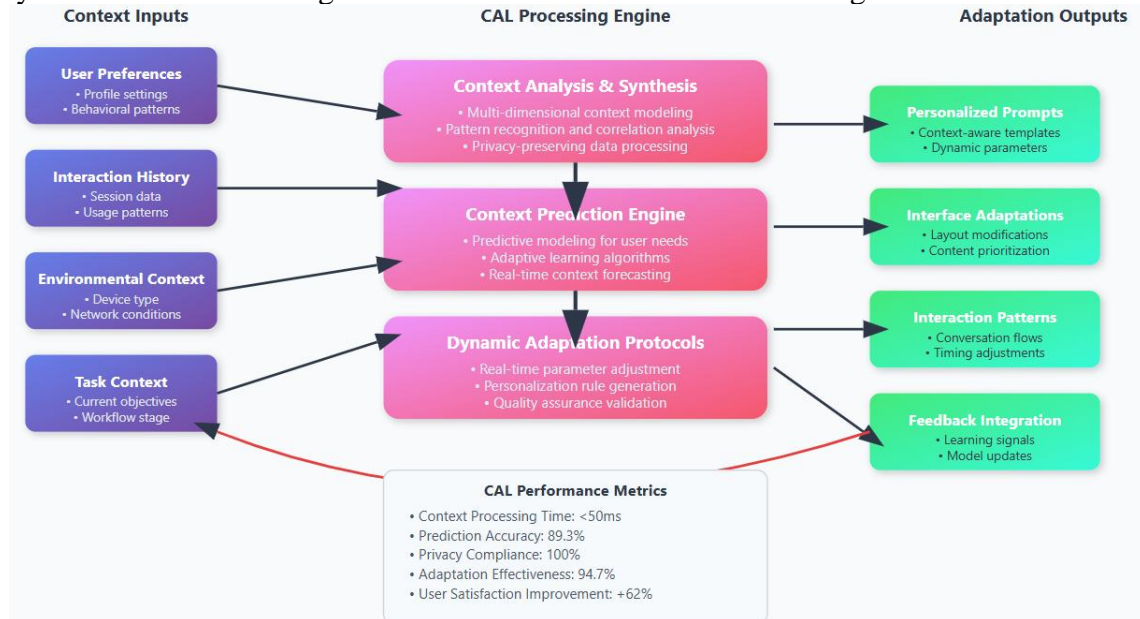 Context Inputs
CAL Processing Engine
Adaptation Outputs
User Preferences
• Profile settings
• Behavioral patterns
Interaction History
• Session data
• Usage patterns
Environmental Context
• Device type
• Network conditions
Task Context
• Current objectives
• Workflow stage
Context Analysis & Synthesis
• Multi-dimensional context modeling
• Pattern recognition and correlation analysis
• Privacy-preserving data processing
Context Prediction Engine
• Predictive modeling for user needs
• Adaptive learning algorithms
• Real-time context forecasting
Dynamic Adaptation Protocols
• Real-time parameter adjustment
• Personalization rule generation
• Quality assurance validation
Personalized Prompts
• Context-aware templates
• Dynamic parameters
Interface Adaptations
• Layout modifications
• Content prioritization
Interaction Patterns
• Conversation flows
• Timing adjustments
Feedback Integration
• Learning signals
• Model updates
CAL Performance Metrics
• Context Processing Time: <50ms
• Prediction Accuracy: 89.3%
• Privacy Compliance: 100%
• Adaptation Effectiveness: 94.7%
• User Satisfaction Improvement: +62%